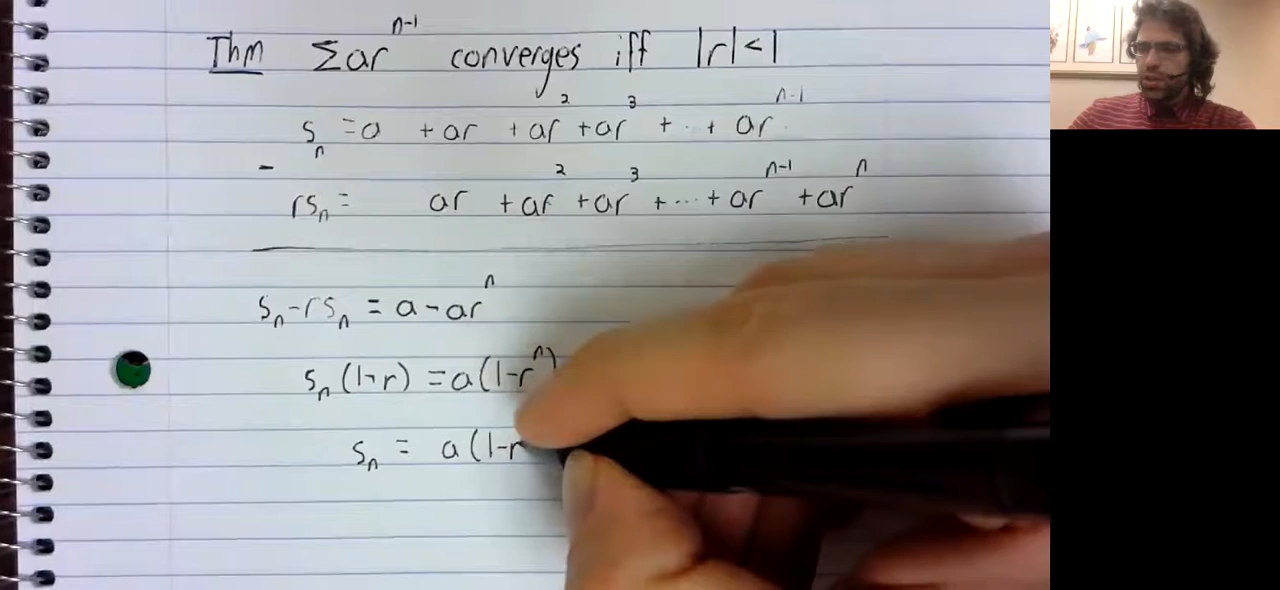 Thm ∑ar^(n-1) converges iff |r|<1
s_n = a + ar + ar^2 + ar^3 + ... + ar^(n-1)
- rs_n = ar + ar^2 + ar^3 + ... + ar^(n-1) + ar^n
s_n - rs_n = a - ar^n
s_n(1-r) = a(1-r^n)
s_n = a(1-r